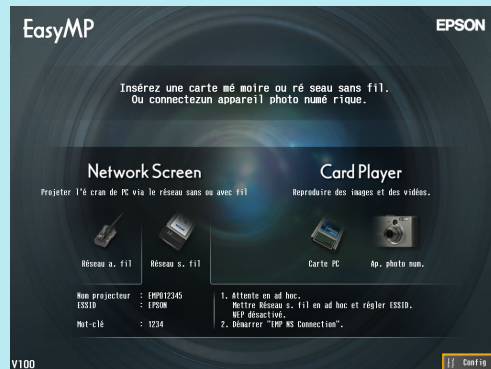 EasyMP
EPSON
Insérez une carte mé moire ou ré seau sans fil.
Ou connectezun appareil photo numé rique.
Network Screen
Projeter l'é cran de PC via le réseau sans ou avec fil
Card Player
Reproduire des images et des vidéos.
Réseau a. fil
Réseau s. fil
Carte PC
Ap. photo num.
Nom projecteur : EMP012345
ESSID : EPSON
Mot-clé : 1234
1. Attente en ad hoc.
Mettre Réseau s. fil en ad hoc et régler ESSID.
WEP désactivé.
2. Démarrer "EMP NS Connection".
V100
Config